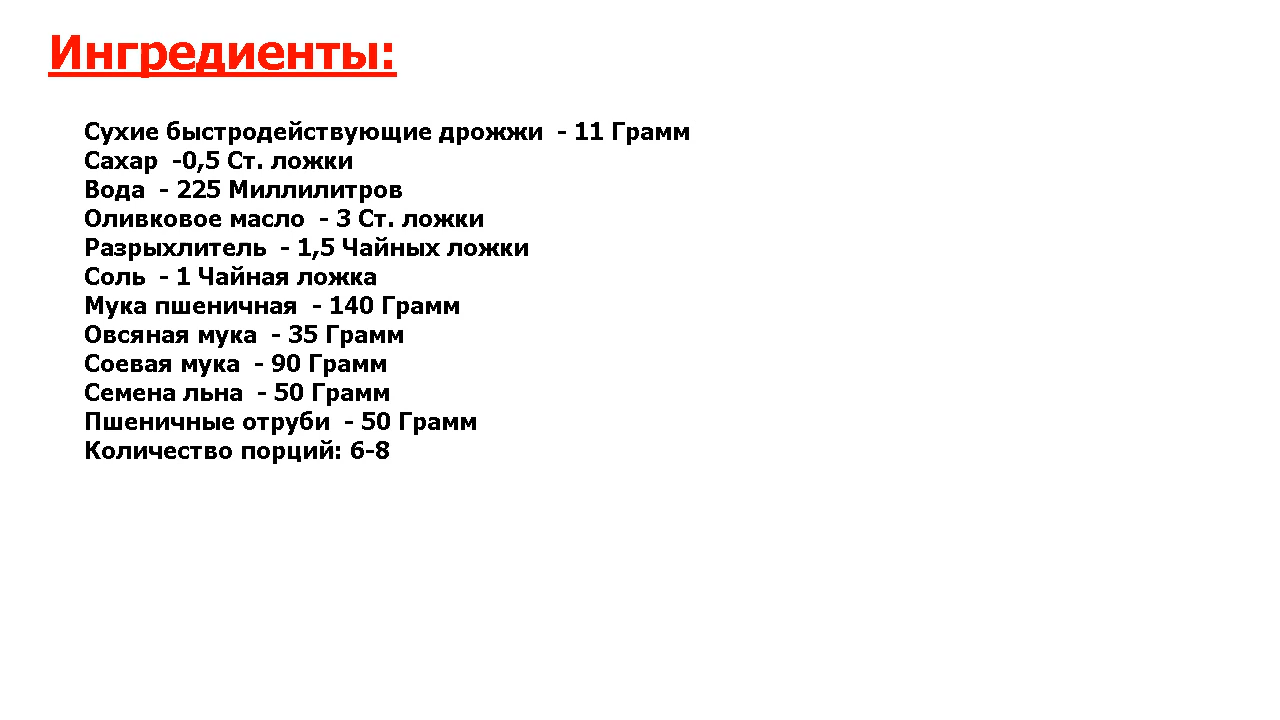 Ингредиенты:
Сухие быстродействующие дрожжи  - 11 Грамм
Сахар  -0,5 Ст. ложки
Вода  - 225 Миллилитров
Оливковое масло  - 3 Ст. ложки
Разрыхлитель  - 1,5 Чайных ложки
Соль  - 1 Чайная ложка
Мука пшеничная  - 140 Грамм
Овсяная мука  - 35 Грамм
Соевая мука  - 90 Грамм
Семена льна  - 50 Грамм
Пшеничные отруби  - 50 Грамм
Количество порций: 6-8